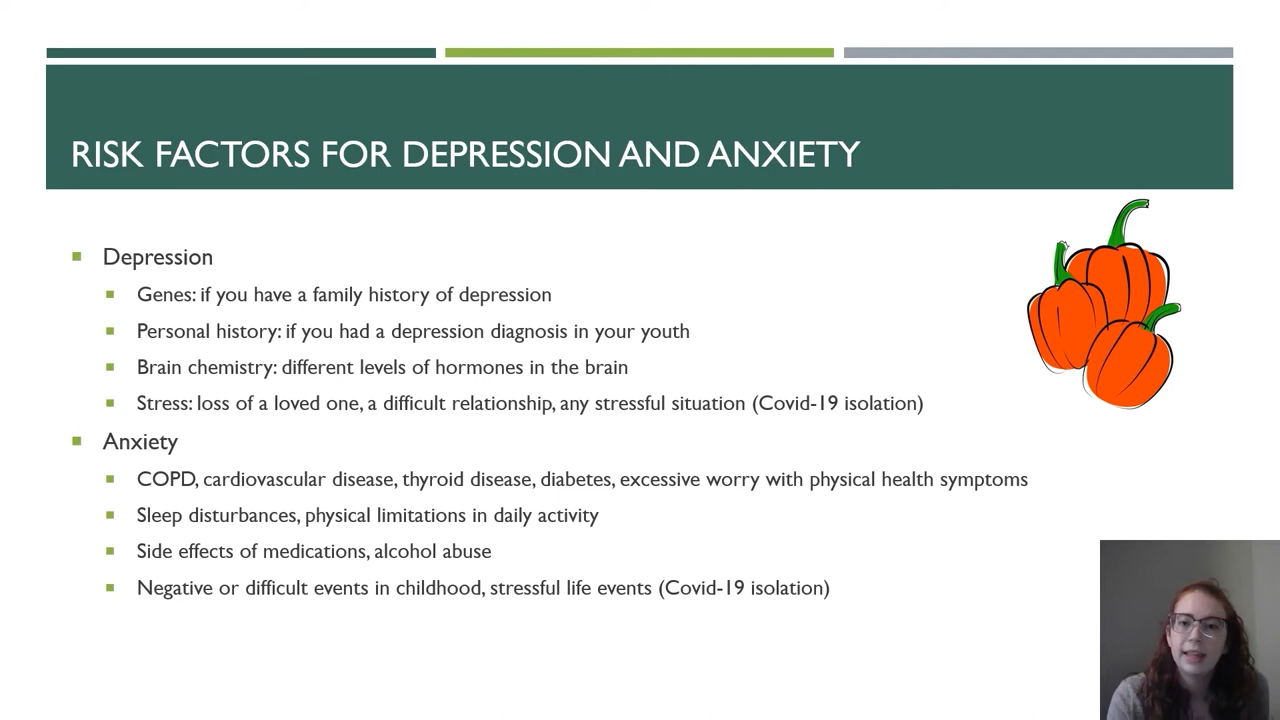 RISK FACTORS FOR DEPRESSION AND ANXIETY
Depression
Genes: if you have a family history of depression
Personal history: if you had a depression diagnosis in your youth
Brain chemistry: different levels of hormones in the brain
Stress: loss of a loved one, a difficult relationship, any stressful situation (Covid-19 isolation)
Anxiety
COPD, cardiovascular disease, thyroid disease, diabetes, excessive worry with physical health symptoms
Sleep disturbances, physical limitations in daily activity
Side effects of medications, alcohol abuse
Negative or difficult events in childhood, stressful life events (Covid-19 isolation)